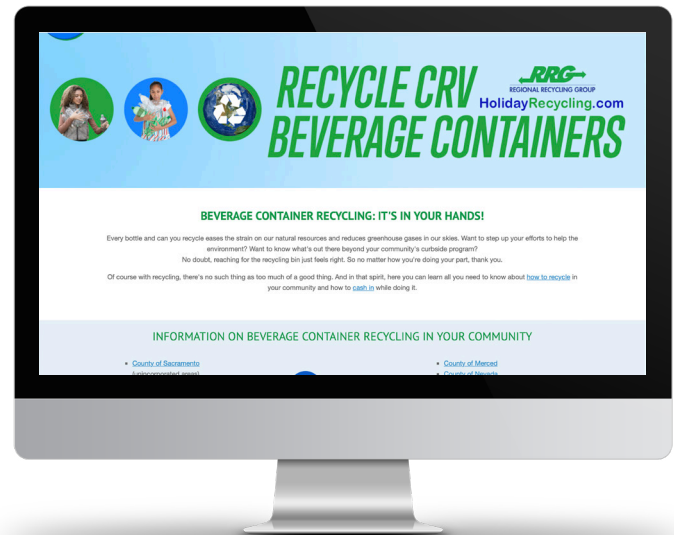 RECYCLE CRV
BEVERAGE CONTAINERS
RRG
REGIONAL RECYCLING GROUP
HolidayRecycling.com
BEVERAGE CONTAINER RECYCLING: IT'S IN YOUR HANDS!
Every bottle and can you recycle eases the strain on our natural resources and reduces greenhouse gases in our skies. Want to step up your efforts to help the
environment? Want to know what's out there beyond your community's curbside program?
No doubt, reaching for the recycling bin just feels right. So no matter how you're doing your part, thank you.
Of course with recycling, there's no such thing as too much of a good thing. And in that spirit, here you can learn all you need to know about how to recycle in
your community and how to cash in while doing it.
INFORMATION ON BEVERAGE CONTAINER RECYCLING IN YOUR COMMUNITY
• County of Sacramento
(unincorporated areas)
• County of Merced
• County of Nevada